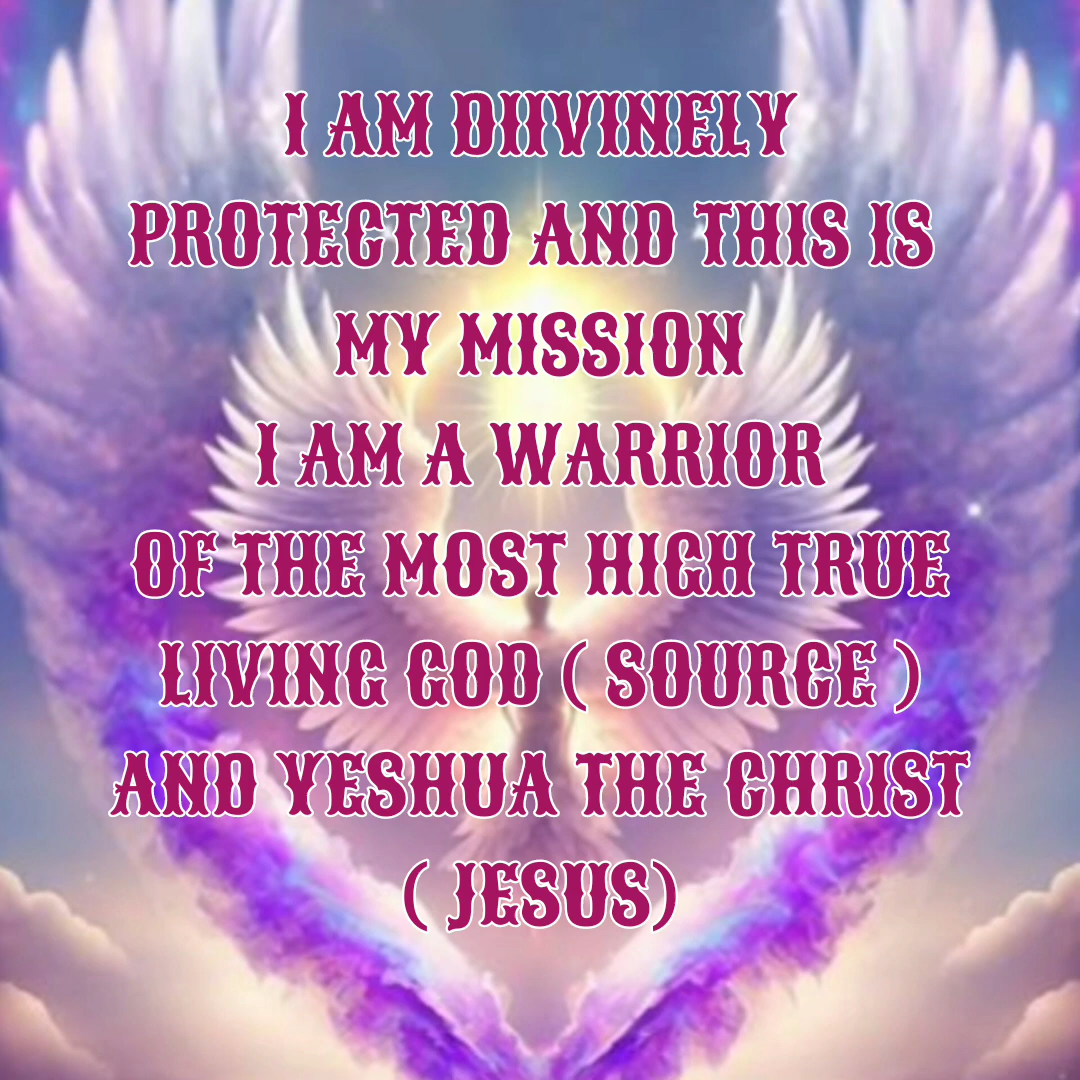 I AM DIIVINELY
PROTECTED AND THIS IS
MY MISSION
I AM A WARRIOR
OF THE MOST HIGH TRUE
LIVING GOD ( SOURCE )
AND YESHUA THE CHRIST
( JESUS)